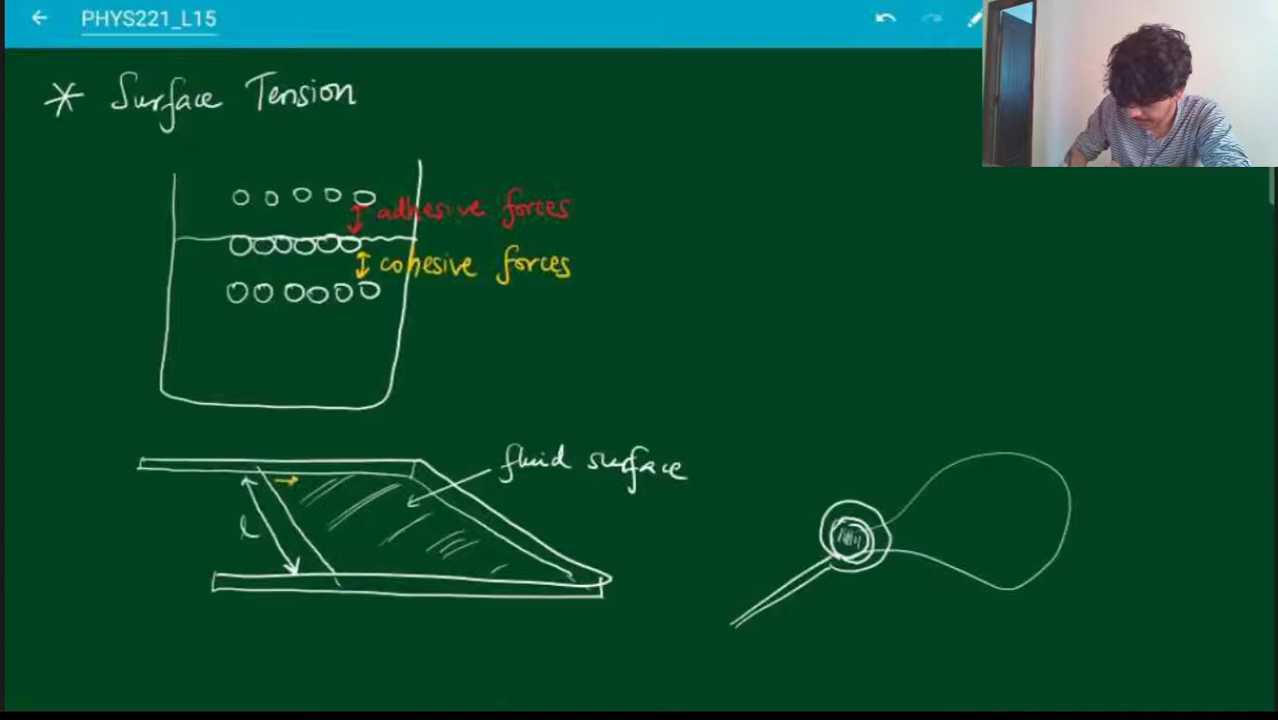 PHYS221_L15
* Surface Tension
adhesive forces
cohesive forces
fluid surface
l